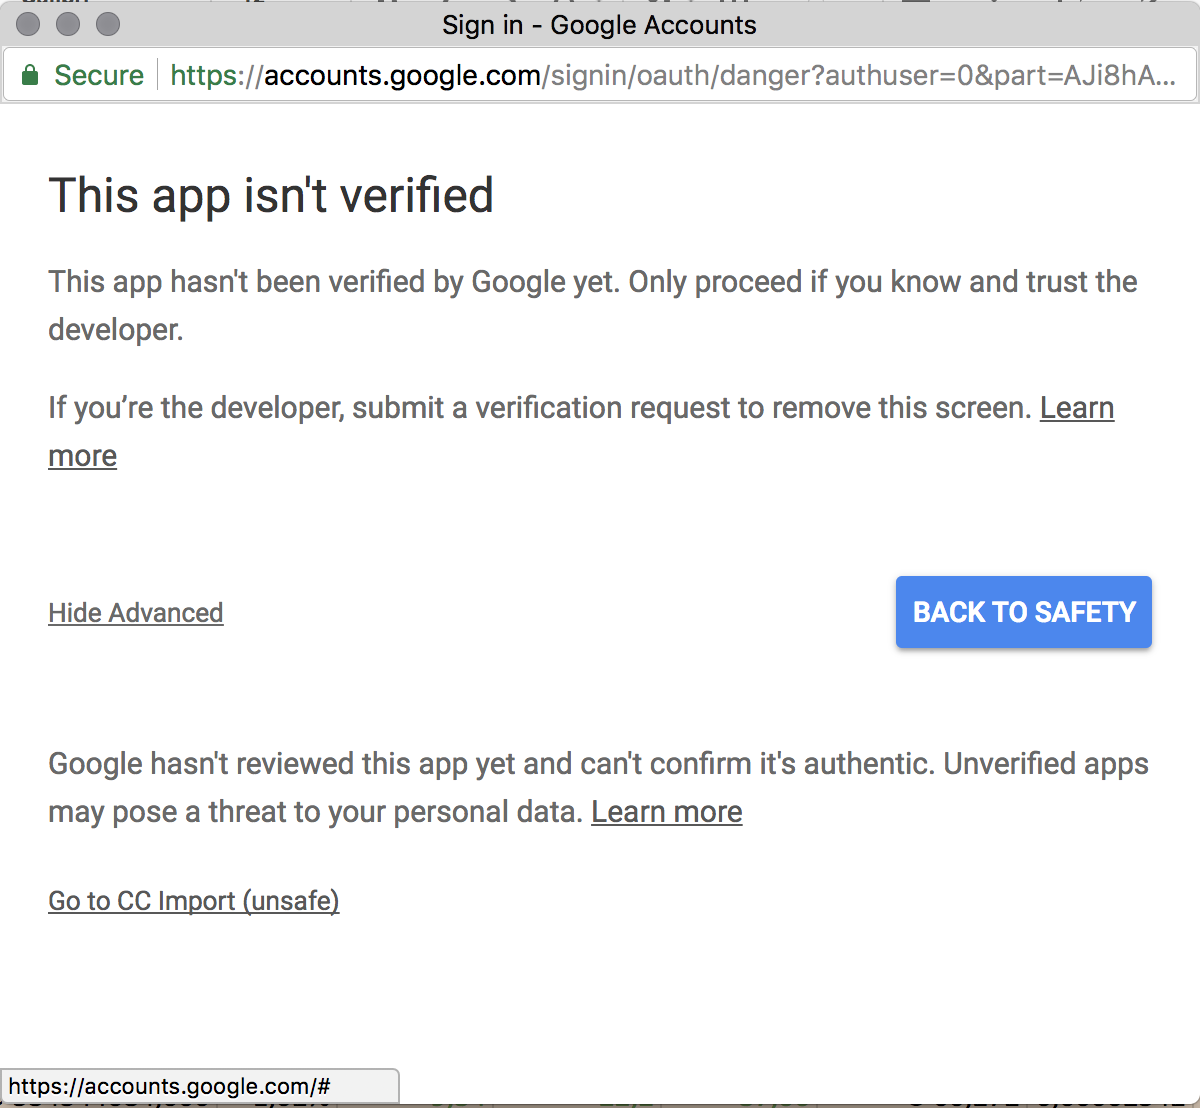 Sign in - Google Accounts
Secure https://accounts.google.com/signin/oauth/danger?authuser=0&part=AJi8hA...
This app isn't verified
This app hasn't been verified by Google yet. Only proceed if you know and trust the
developer.
If you’re the developer, submit a verification request to remove this screen. Learn
more
Hide Advanced
BACK TO SAFETY
Google hasn't reviewed this app yet and can't confirm it's authentic. Unverified apps
may pose a threat to your personal data. Learn more
Go to CC Import (unsafe)
https://accounts.google.com/#